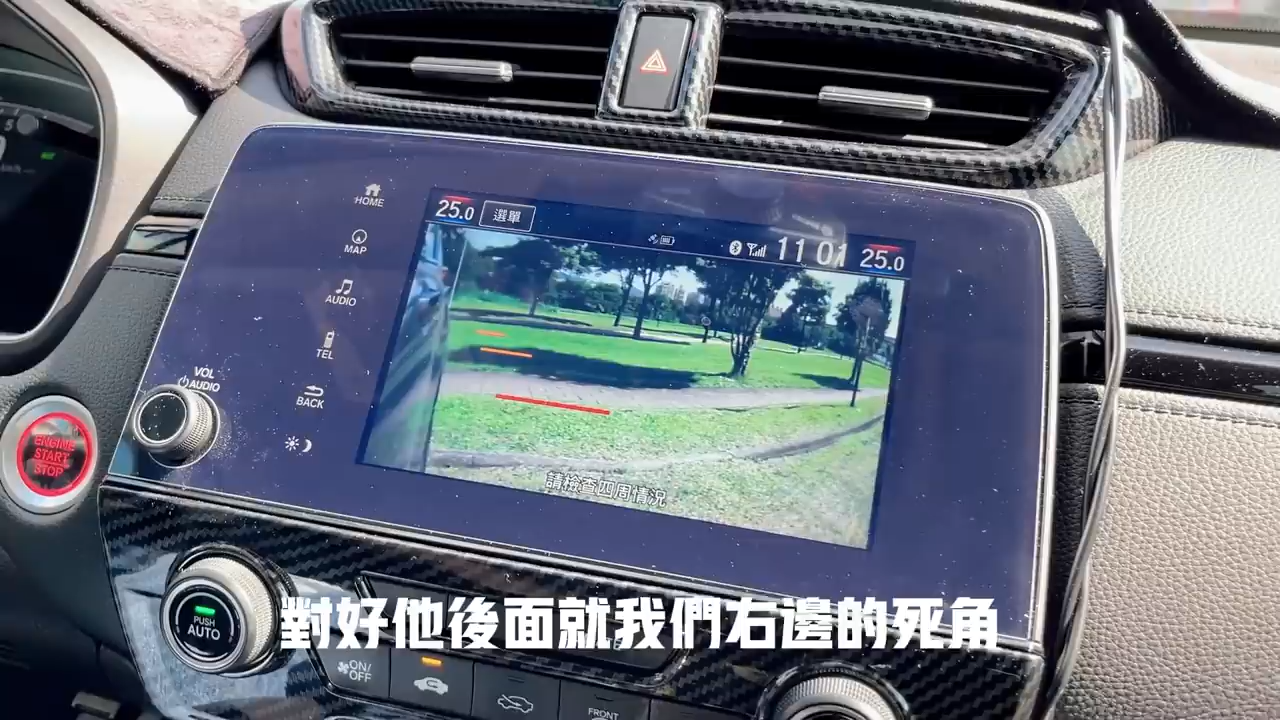 HOME
MAP
AUDIO
TEL
BACK
VOL
AUDIO
25.0
選單
11 01
25.0
請檢查四周情況
ENGINE
START
STOP
PUSH
AUTO
對好他後面就我們右邊的死角
ON/
OFF
FRONT
5